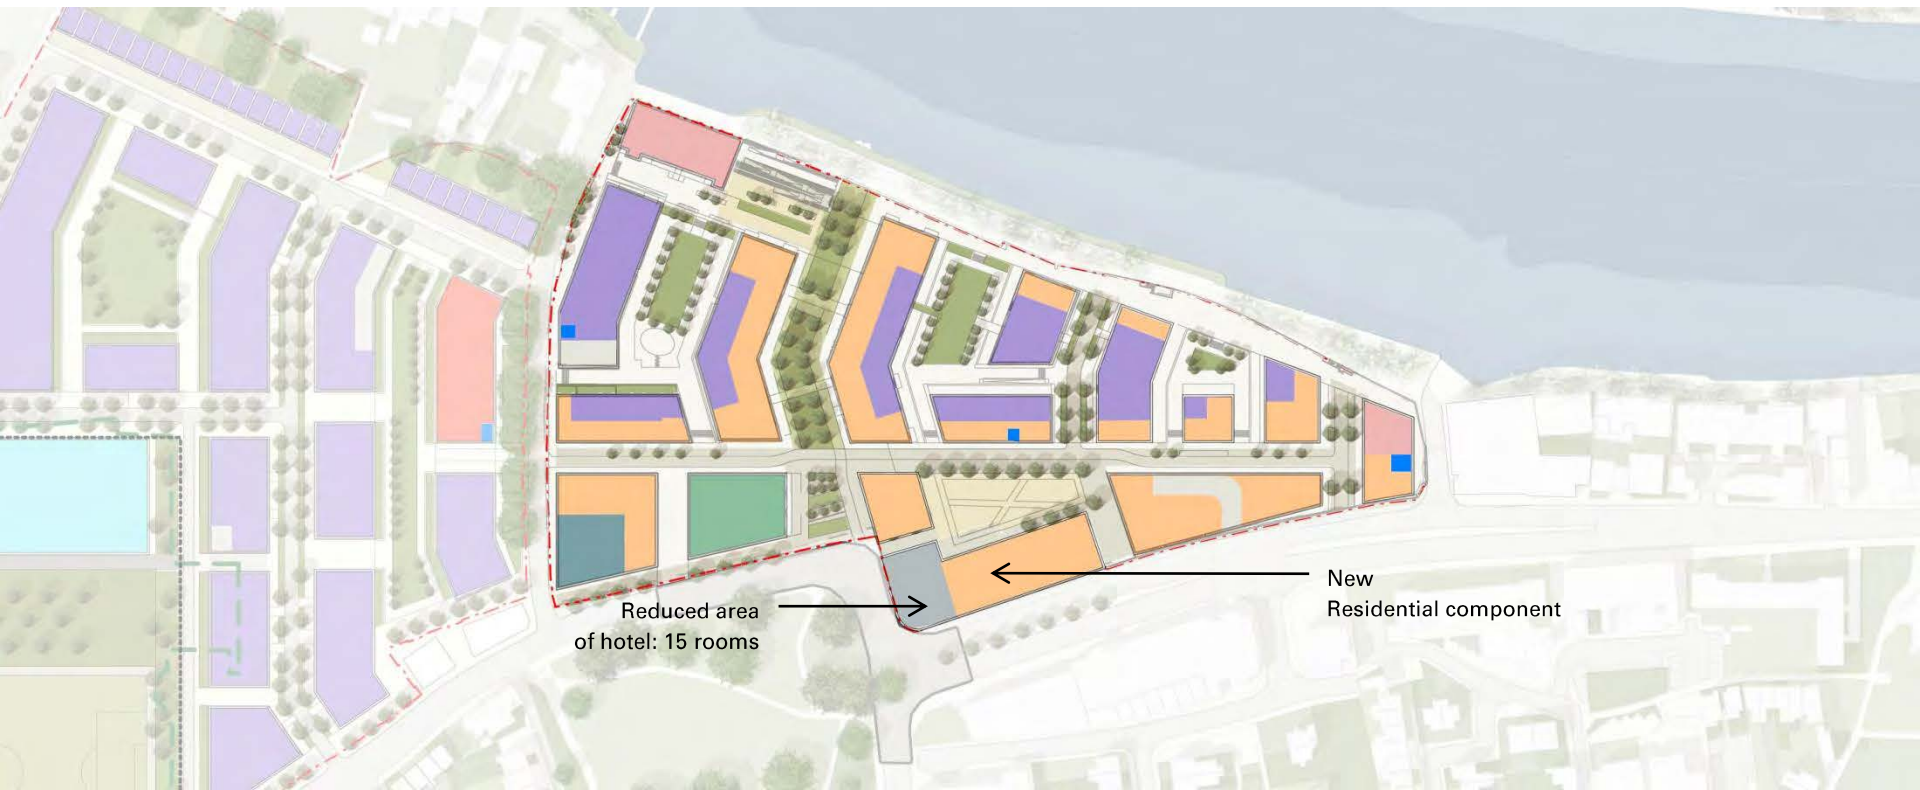 Reduced area
of hotel: 15 rooms
New
Residential component